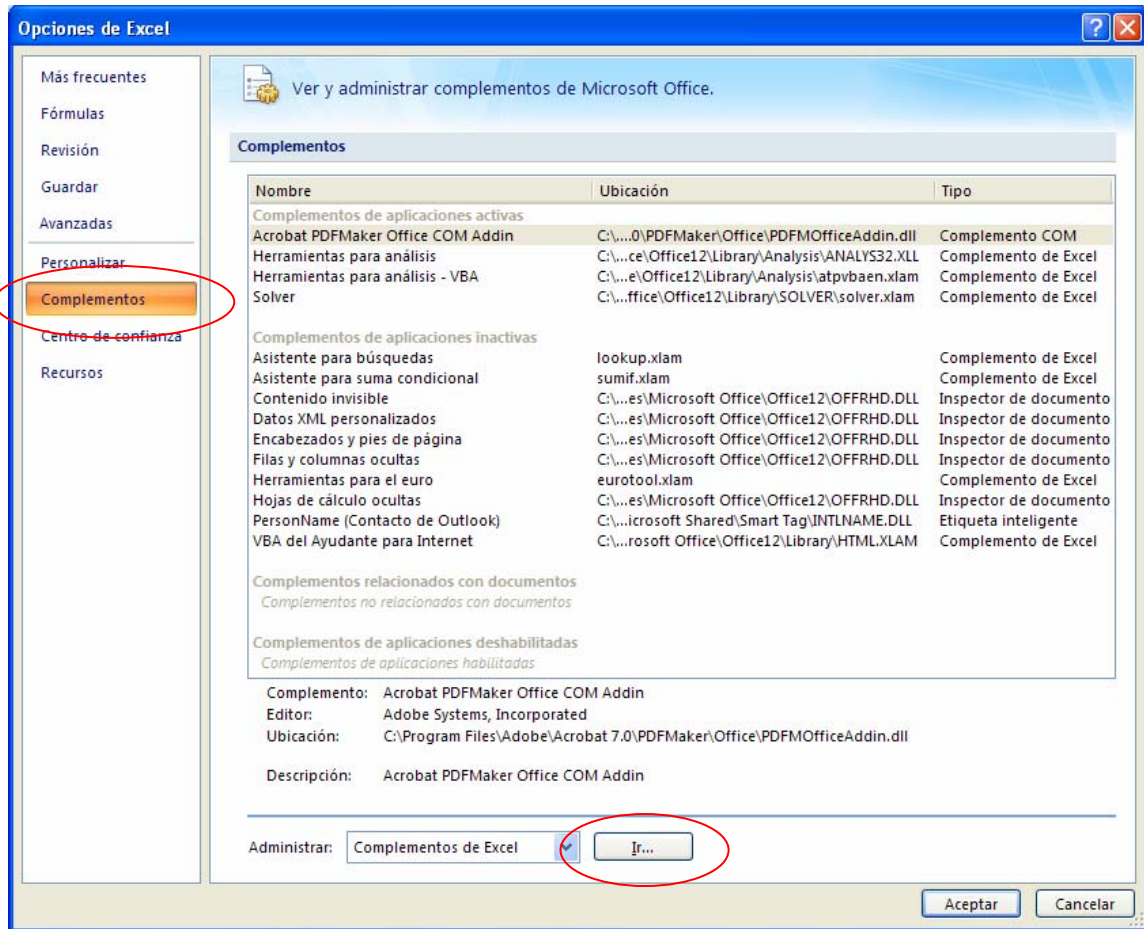 Opciones de Excel
Más frecuentes
Fórmulas
Revisión
Guardar
Avanzadas
Personalizar
Complementos
Centro de confianza
Recursos
Ver y administrar complementos de Microsoft Office.
Complementos
Nombre Ubicación Tipo
Complementos de aplicaciones activas
Acrobat PDFMaker Office COM Addin C:\....0\PDFMaker\Office\PDFMOfficeAddin.dll Complemento COM
Herramientas para análisis C:\...ce\Office12\Library\Analysis\ANALYS32.XLL Complemento de Excel
Herramientas para análisis - VBA C:\...e\Office12\Library\Analysis\atpvbaen.xlam Complemento de Excel
Solver C:\...ffice\Office12\Library\SOLVER\solver.xlam Complemento de Excel
Complementos de aplicaciones inactivas
Asistente para búsquedas lookup.xlam Complemento de Excel
Asistente para suma condicional sumif.xlam Complemento de Excel
Contenido invisible C:\...es\Microsoft Office\Office12\OFFRHD.DLL Inspector de documento
Datos XML personalizados C:\...es\Microsoft Office\Office12\OFFRHD.DLL Inspector de documento
Encabezados y pies de página C:\...es\Microsoft Office\Office12\OFFRHD.DLL Inspector de documento
Filas y columnas ocultas C:\...es\Microsoft Office\Office12\OFFRHD.DLL Inspector de documento
Herramientas para el euro eurotool.xlam Complemento de Excel
Hojas de cálculo ocultas C:\...es\Microsoft Office\Office12\OFFRHD.DLL Inspector de documento
PersonName (Contacto de Outlook) C:\...icrosoft Shared\Smart Tag\INTLNAME.DLL Etiqueta inteligente
VBA del Ayudante para Internet C:\...rosoft Office\Office12\Library\HTML.XLAM Complemento de Excel
Complementos relacionados con documentos
Complementos no relacionados con documentos
Complementos de aplicaciones deshabilitadas
Complementos de aplicaciones habilitadas
Complemento: Acrobat PDFMaker Office COM Addin
Editor: Adobe Systems, Incorporated
Ubicación: C:\Program Files\Adobe\Acrobat 7.0\PDFMaker\Office\PDFMOfficeAddin.dll
Descripción: Acrobat PDFMaker Office COM Addin
Administrar: Complementos de Excel Ir...
Aceptar Cancelar